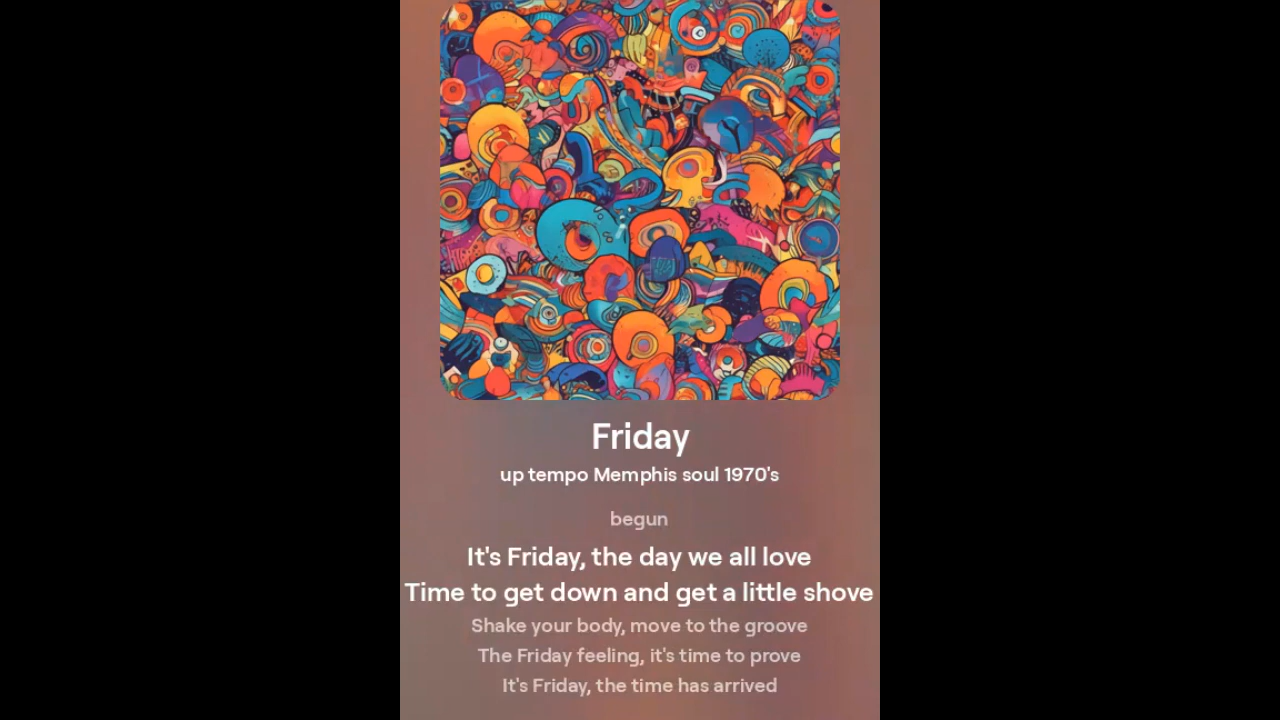 Friday
up tempo Memphis soul 1970's
begun
It's Friday, the day we all love
Time to get down and get a little shove
Shake your body, move to the groove
The Friday feeling, it's time to prove
It's Friday, the time has arrived